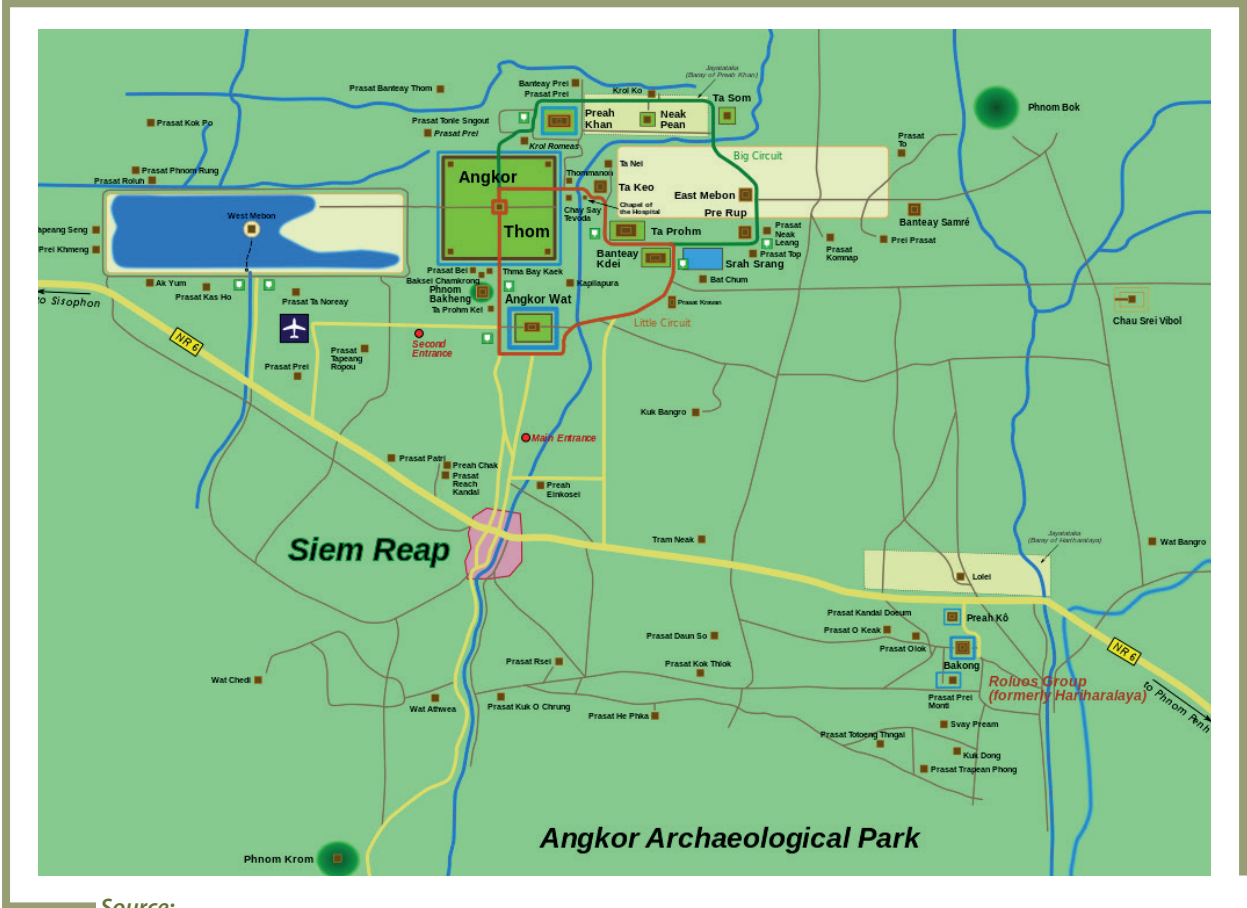 Jayatataka
(Baray of Preah Khan)
Banteay Prei
Prasat Prei
Prasat Banteay Thom
Krol Ko
Ta Som
Phnom Bok
Prasat Kok Po
Prasat Tonle Sngout
Prasat Prei
Preah
Khan
Neak
Pean
Krol Romeas
Prasat
To
Big Circuit
Prasat Phnom Rung
Prasat Roluh
Angkor
Thom
Thommanon
Ta Nei
Ta Keo
Chapel of
the Hospital
Chay Say
Tevoda
East Mebon
Pre Rup
Banteay Samré
West Mebon
Ta Prohm
Prasat
Neak
Leang
Prasat Top
Prasat
Komnap
Prei Prasat
apeang Seng
Prei Khmeng
Banteay
Kdei
Srah Srang
Bat Chum
Ak Yum
Prasat Kas Ho
Prasat Ta Noreay
Prasat Bei
Baksei Chamkrong
Phnom
Bakheng
Ta Prohm Kel
Thma Bay Kaek
Kapilapura
Angkor Wat
Prasat Kravan
Little Circuit
Chau Srei Vibol
to Sisophon
NR 6
Second
Entrance
Prasat
Tapeang
Ropou
Prasat Prei
Kuk Bangro
Main Entrance
Prasat Patri
Preah Chak
Prasat
Reach
Kandal
Preah
Einkosei
Siem Reap
Tram Neak
Jayatataka
(Baray of Hariharalaya)
Wat Bangro
Lolei
Prasat Kandal Doeum
Preah Kô
Prasat O Keak
Prasat Olok
Prasat Daun So
Bakong
NR 6
Prasat Rsei
Prasat Kok Thlok
Roluos Group
(formerly Hariharalaya)
to Phnom Penh
Wat Chedi
Wat Athwea
Prasat Kuk O Chrung
Prasat He Phka
Prasat Prei
Monti
Svay Pream
Prasat Totoeng Thngai
Kuk Dong
Prasat Trapean Phong
Angkor Archaeological Park
Phnom Krom
Source: